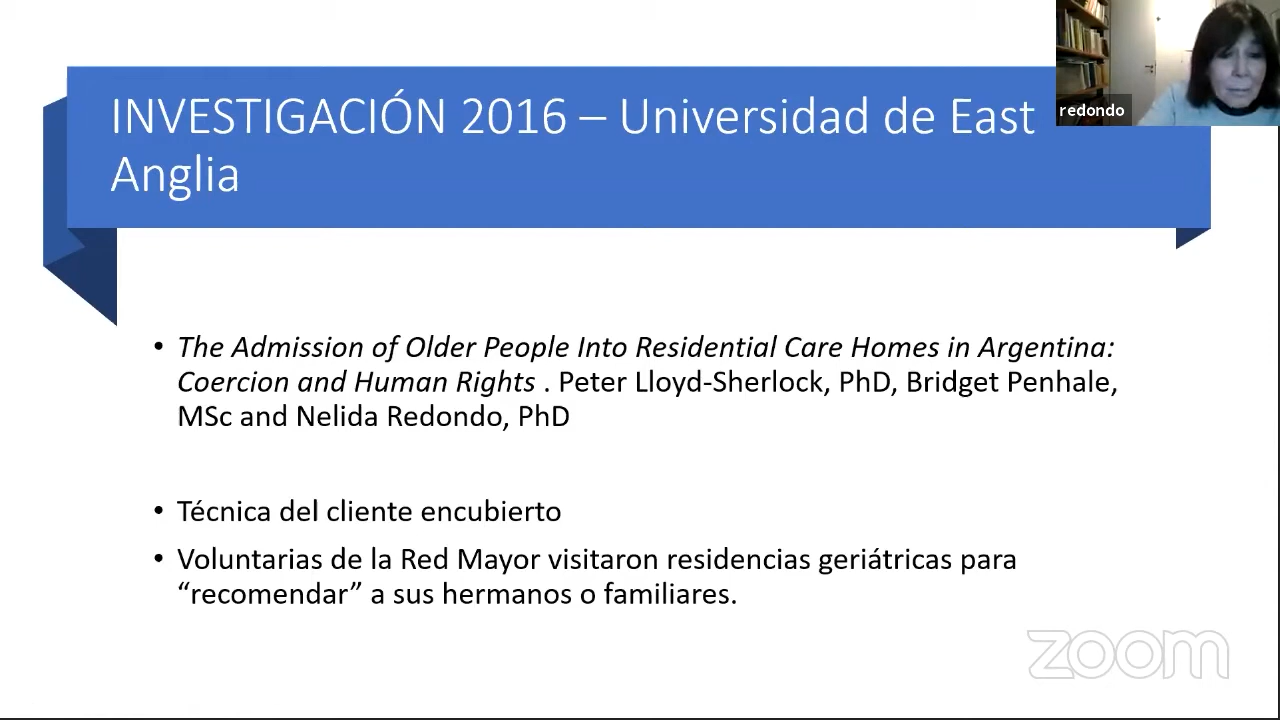 redondo
INVESTIGACIÓN 2016 – Universidad de East
Anglia
• The Admission of Older People Into Residential Care Homes in Argentina:
Coercion and Human Rights . Peter Lloyd-Sherlock, PhD, Bridget Penhale,
MSc and Nelida Redondo, PhD
• Técnica del cliente encubierto
• Voluntarias de la Red Mayor visitaron residencias geriátricas para
“recomendar” a sus hermanos o familiares.
zoom